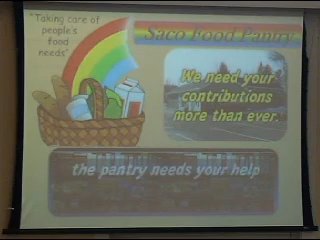 "Taking care of
people's
food
needs"
Saco Food Pantry
We need your
contributions
more than ever.
the pantry needs your help